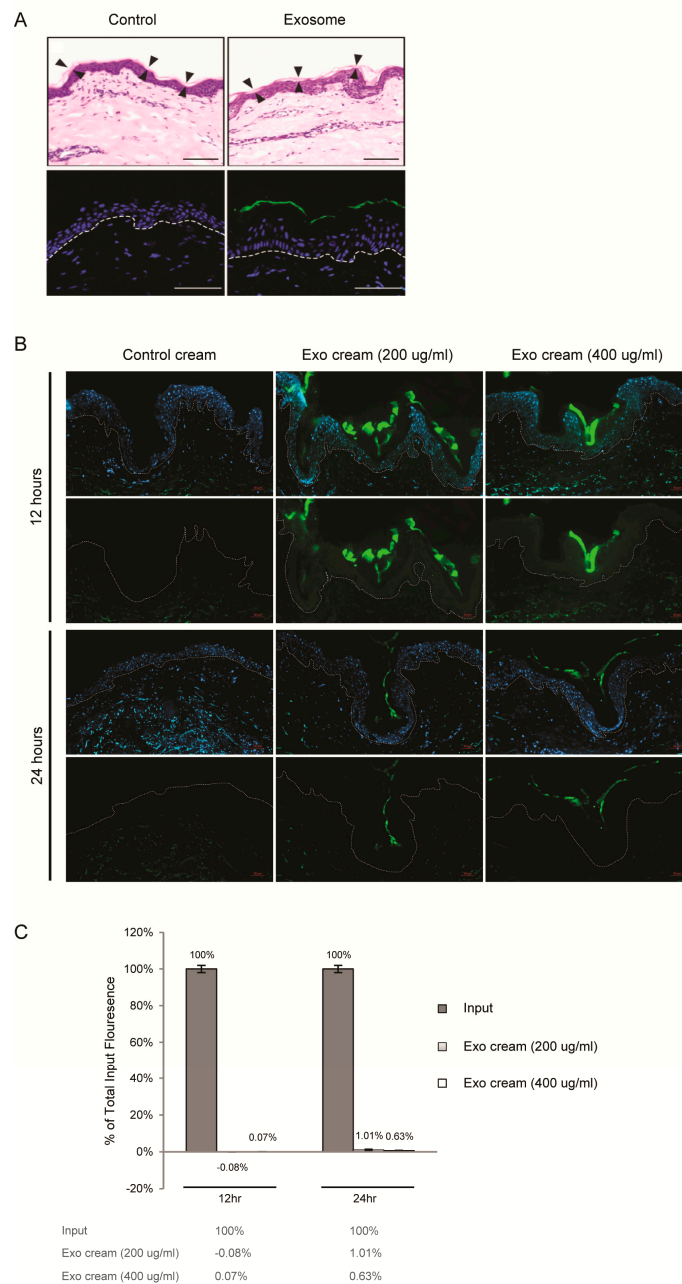 A
Control Exosome
B
Control cream Exo cream (200 ug/ml) Exo cream (400 ug/ml)
12 hours
24 hours
C
% of Total Input Flouresence
120%
100%
80%
60%
40%
20%
0%
-20%
100% -0.08% 0.07% 100% 1.01% 0.63%
12hr 24hr
Input
Exo cream (200 ug/ml)
Exo cream (400 ug/ml)
Input 100% 100%
Exo cream (200 ug/ml) -0.08% 1.01%
Exo cream (400 ug/ml) 0.07% 0.63%